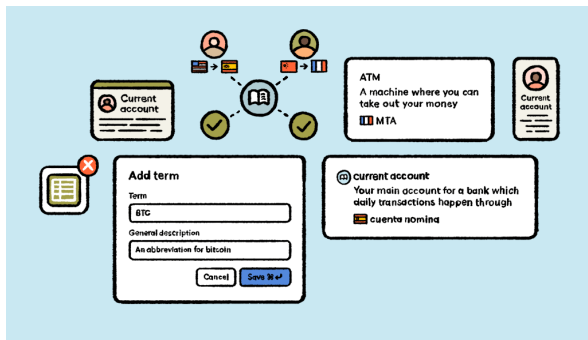 Current
account
ATM
A machine where you can
take out your money
MTA
Current
account
Add term
Term
BTC
General description
An abbreviation for bitcoin
Cancel
Save ⌘↵
current account
Your main account for a bank which
daily transactions happen through
cuenta nomina